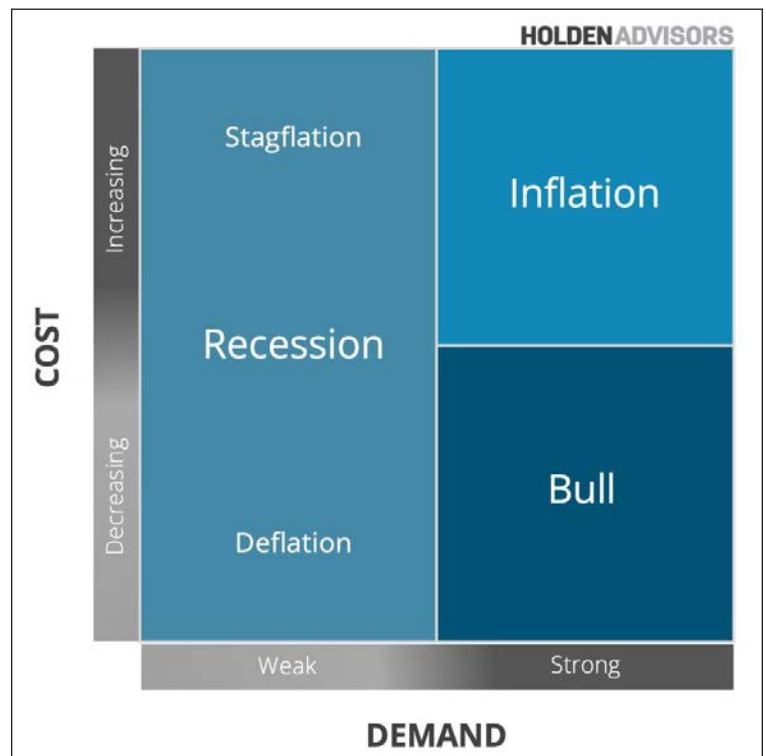 HOLDENADVISORS
Stagflation
Increasing
Inflation
Recession
COST
Decreasing
Bull
Deflation
Weak
Strong
DEMAND